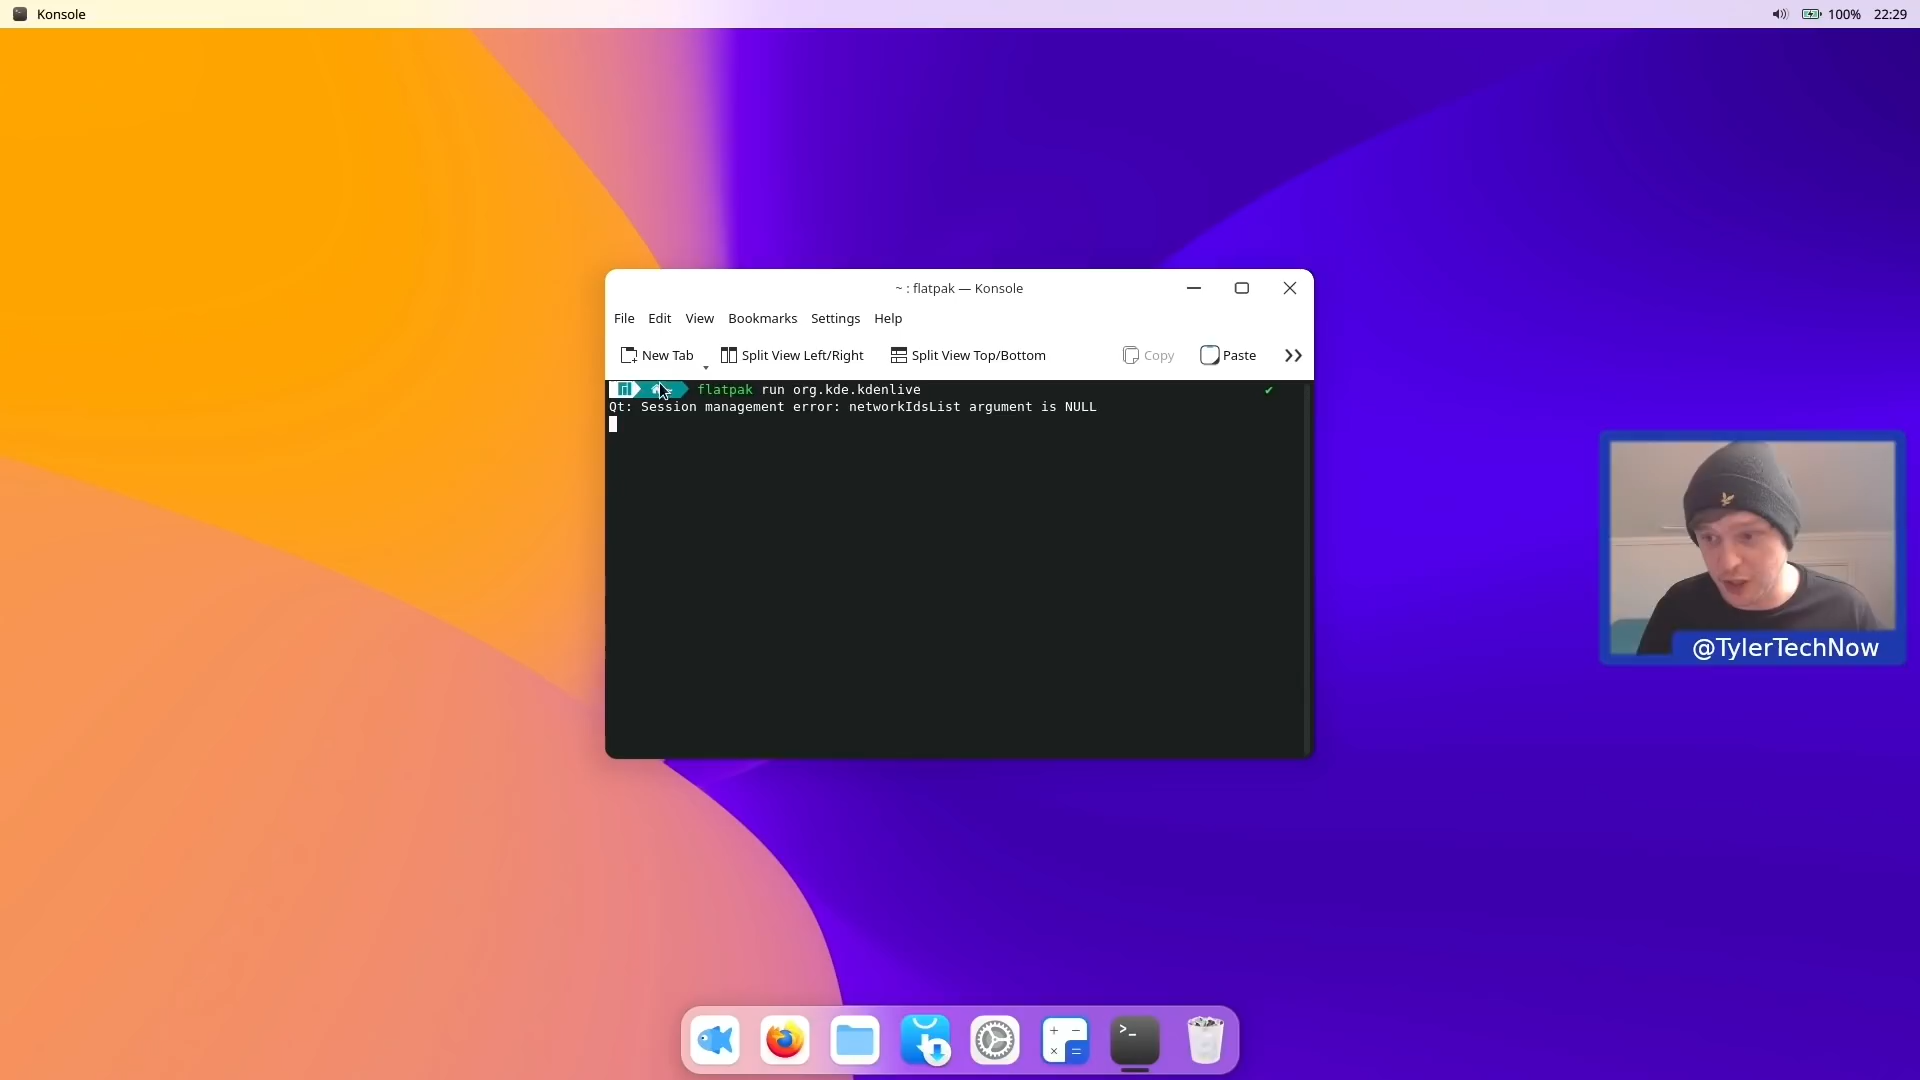 Konsole
100% 22:29
~ : flatpak — Konsole
File Edit View Bookmarks Settings Help
New Tab Split View Left/Right Split View Top/Bottom Copy Paste
~ flatpak run org.kde.kdenlive ✔
Qt: Session management error: networkIdsList argument is NULL
@TylerTechNow